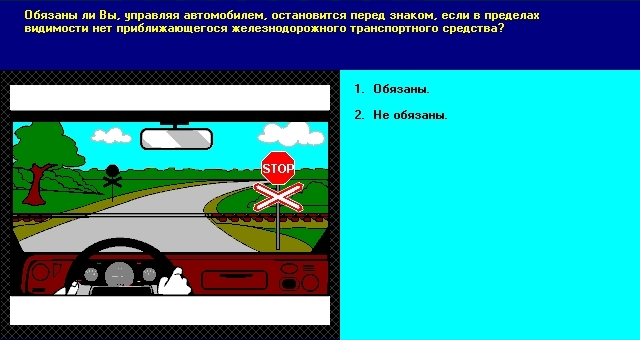 Обязаны ли Вы, управляя автомобилем, остановится перед знаком, если в пределах
видимости нет приближающегося железнодорожного транспортного средства?
1. Обязаны.
2. Не обязаны.
STOP